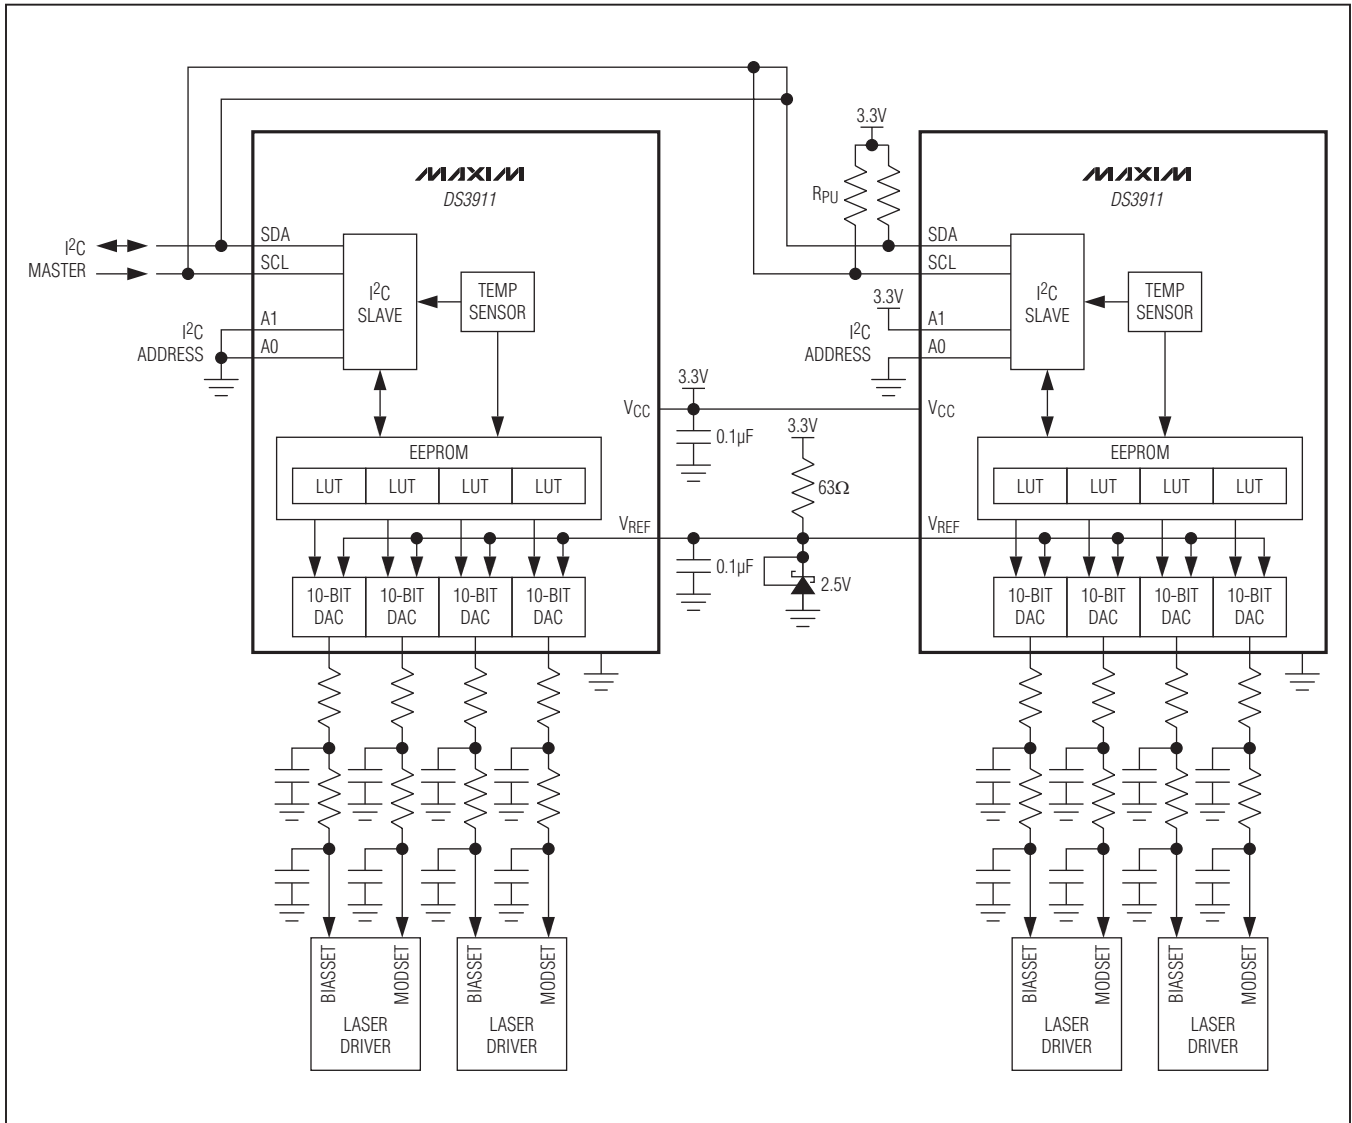 3.3V
MAXIM
DS3911
RPU
MAXIM
DS3911
I²C
MASTER
SDA
SCL
I²C
SLAVE
TEMP
SENSOR
I²C
ADDRESS
A1
A0
SDA
SCL
3.3V
I²C
SLAVE
TEMP
SENSOR
I²C
ADDRESS
A1
A0
VCC
3.3V
0.1µF
VCC
3.3V
63Ω
EEPROM
LUT LUT LUT LUT
EEPROM
LUT LUT LUT LUT
VREF
0.1µF
2.5V
VREF
10-BIT
DAC
10-BIT
DAC
10-BIT
DAC
10-BIT
DAC
10-BIT
DAC
10-BIT
DAC
10-BIT
DAC
10-BIT
DAC
BIASSET
MODSET
LASER
DRIVER
BIASSET
MODSET
LASER
DRIVER
BIASSET
MODSET
LASER
DRIVER
BIASSET
MODSET
LASER
DRIVER